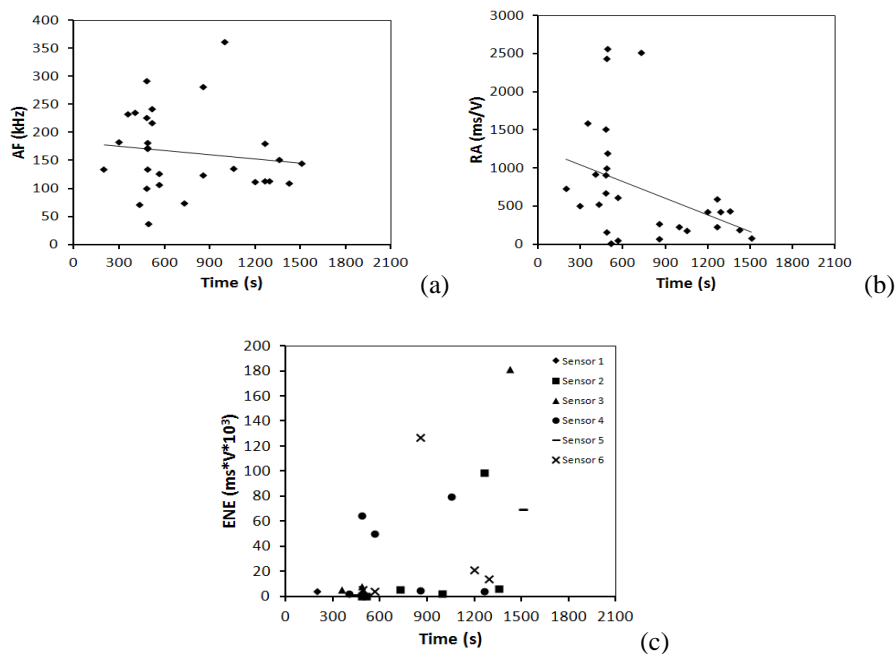 400
350
300
250
200
150
100
50
0
AF (kHz)
0 300 600 900 1200 1500 1800 2100
Time (s)
(a)
3000
2500
2000
1500
1000
500
0
RA (ms/V)
0 300 600 900 1200 1500 1800 2100
Time (s)
(b)
200
180
160
140
120
100
80
60
40
20
0
ENE (ms*V*10³)
Sensor 1
Sensor 2
Sensor 3
Sensor 4
Sensor 5
Sensor 6
0 300 600 900 1200 1500 1800 2100
Time (s)
(c)